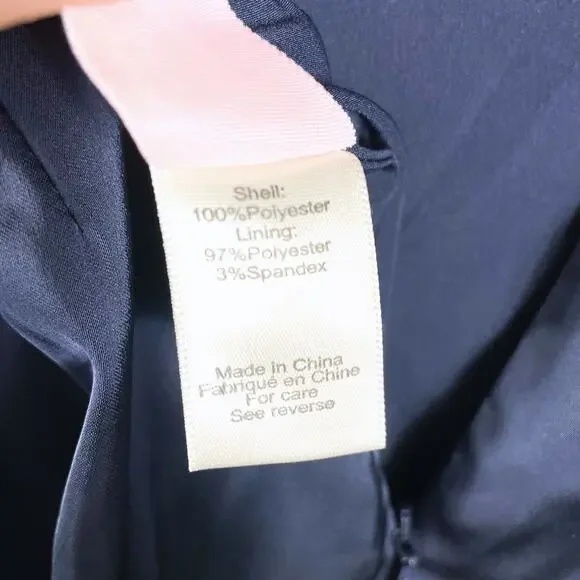 Shell:
100%Polyester
Lining:
97%Polyester
3%Spandex
Made in China
Fabriqué en Chine
For care
See reverse